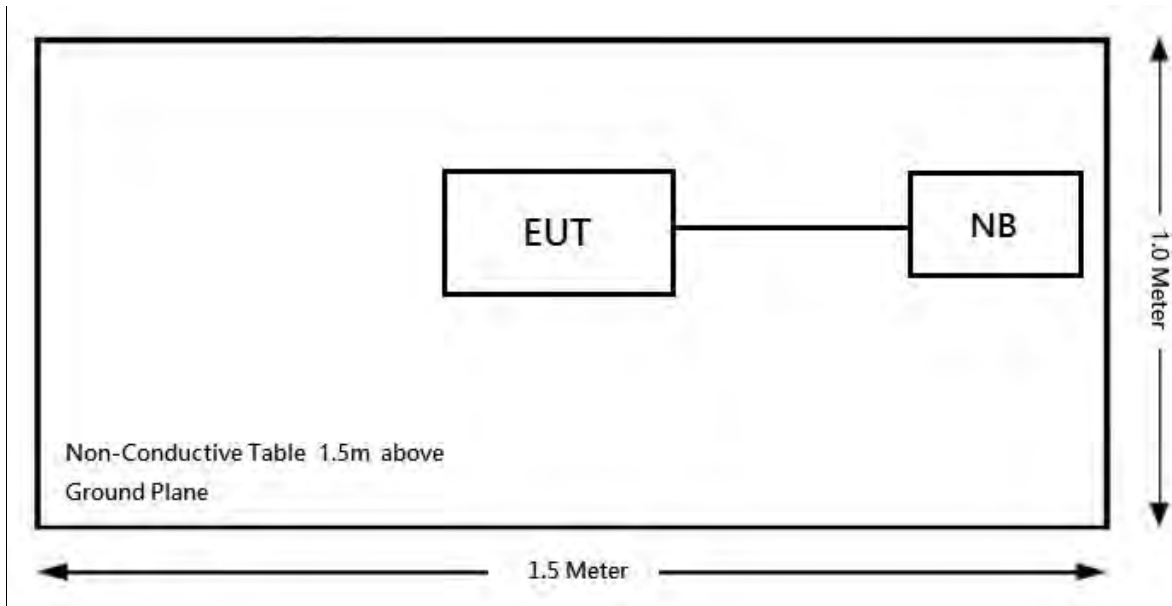 EUT
NB
1.0 Meter
Non-Conductive Table 1.5m above
Ground Plane
1.5 Meter